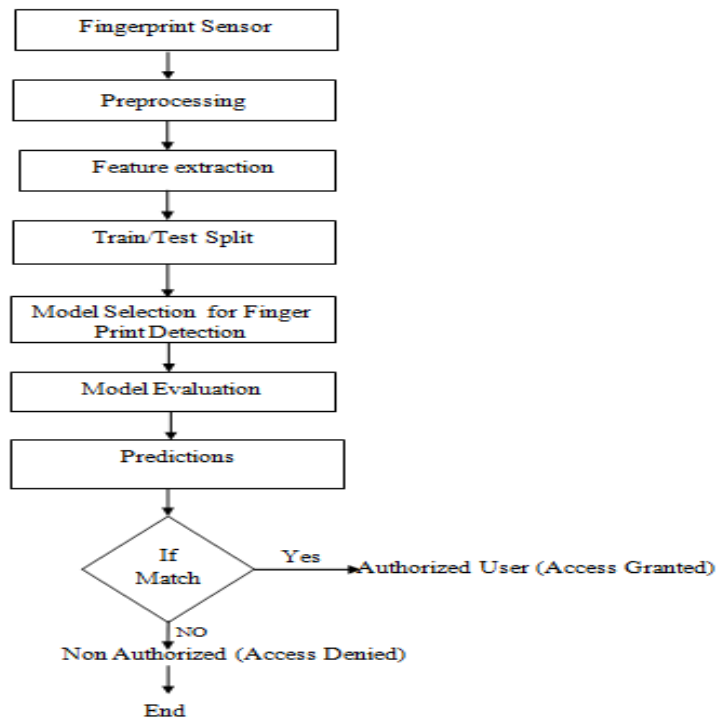 Fingerprint Sensor
Preprocessing
Feature extraction
Train/Test Split
Model Selection for Finger
Print Detection
Model Evaluation
Predictions
If
Match
Yes
Authorized User (Access Granted)
NO
Non Authorized (Access Denied)
End